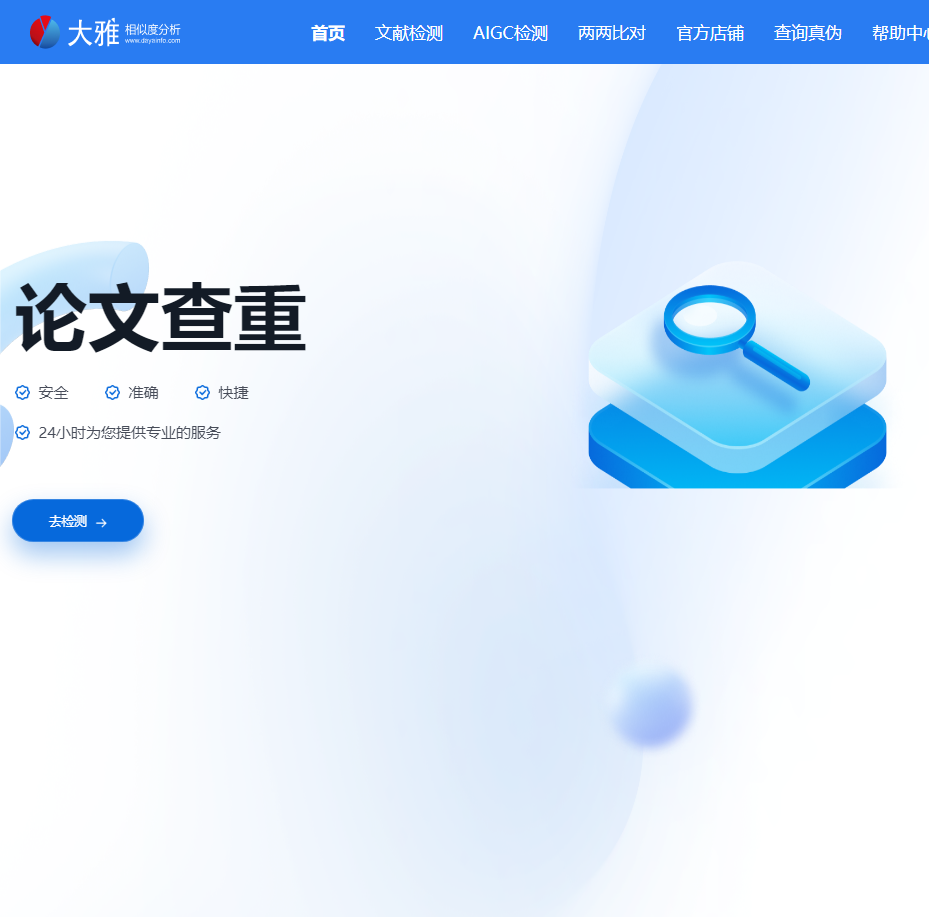 大雅 相似度分析
www.dayainfo.com
首页 文献检测 AIGC检测 两两比对 官方店铺 查询真伪 帮助中心
论文查重
安全 准确 快捷
24小时为您提供专业的服务
去检测 →